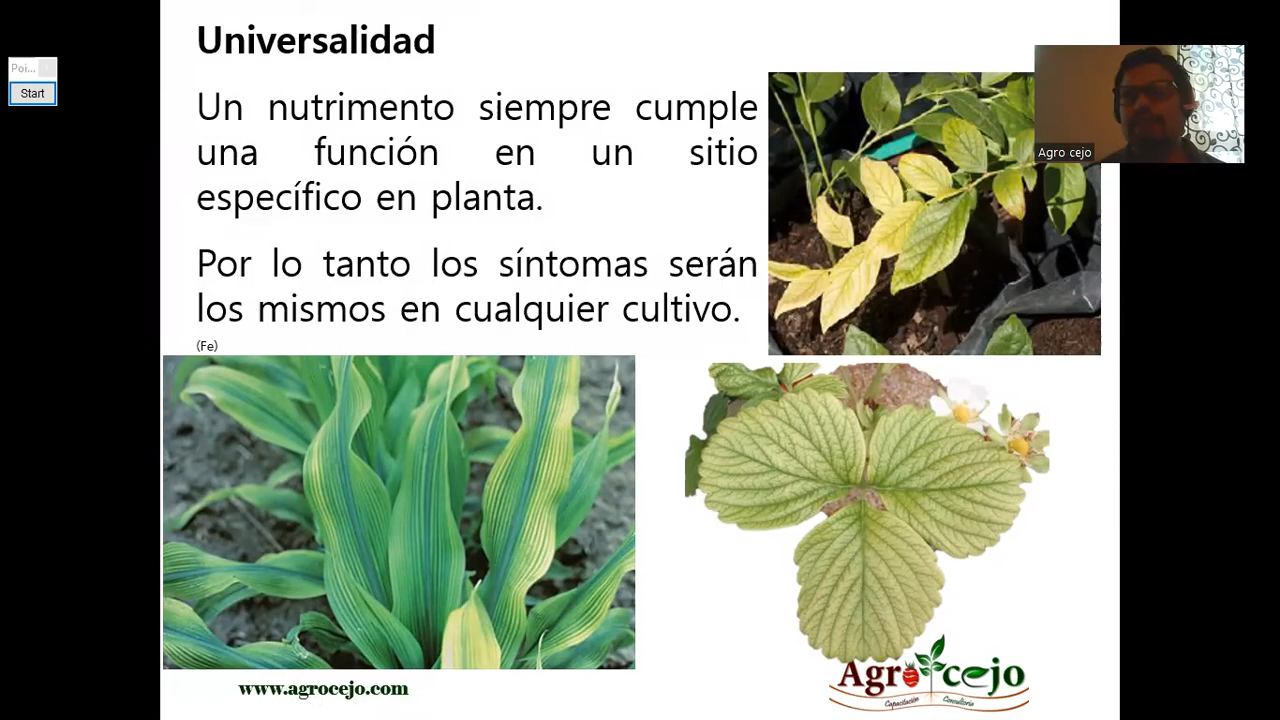 Universalidad
Un nutrimento siempre cumple
una función en un sitio
específico en planta.
Por lo tanto los síntomas serán
los mismos en cualquier cultivo.
(Fe)
Poi...
Start
Agro cejo
www.agrocejo.com
Agrocejo
Capacitación Consultoría